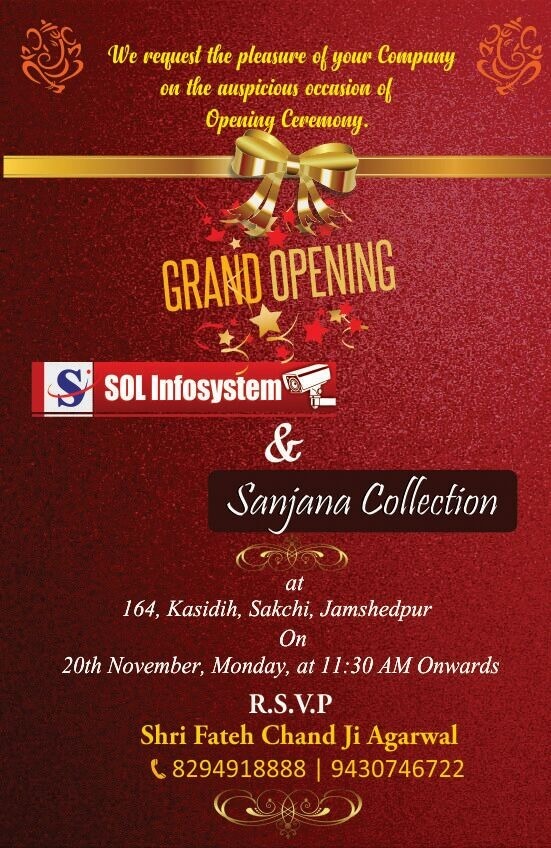 We request the pleasure of your Company
on the auspicious occasion of
Opening Ceremony.
GRAND OPENING
S SOL Infosystem
&
Sanjana Collection
at
164, Kasidih, Sakchi, Jamshedpur
On
20th November, Monday, at 11:30 AM Onwards
R.S.V.P
Shri Fateh Chand Ji Agarwal
8294918888 | 9430746722